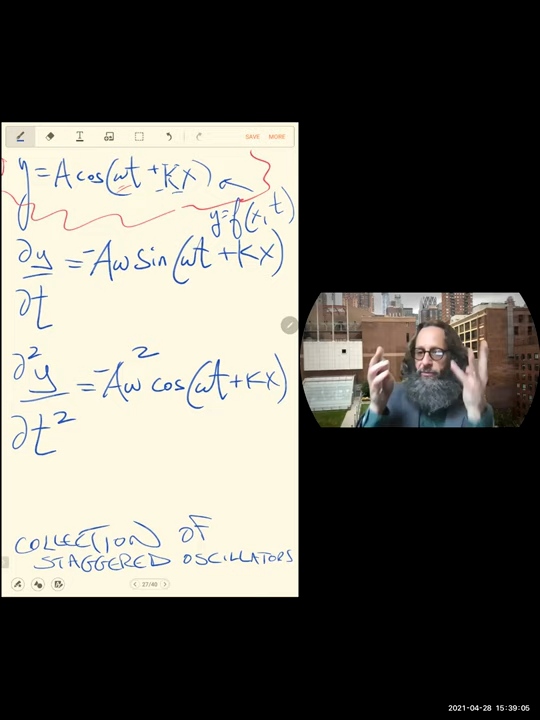 SAVE MORE
y = A cos(ωt + Kx)
y = f(x, t)
∂y/∂t = -Aω sin(ωt + Kx)
∂²y/∂t² = -Aω² cos(ωt + Kx)
COLLECTION OF
STAGGERED OSCILLATORS
27/40
2021-04-28 15:39:05